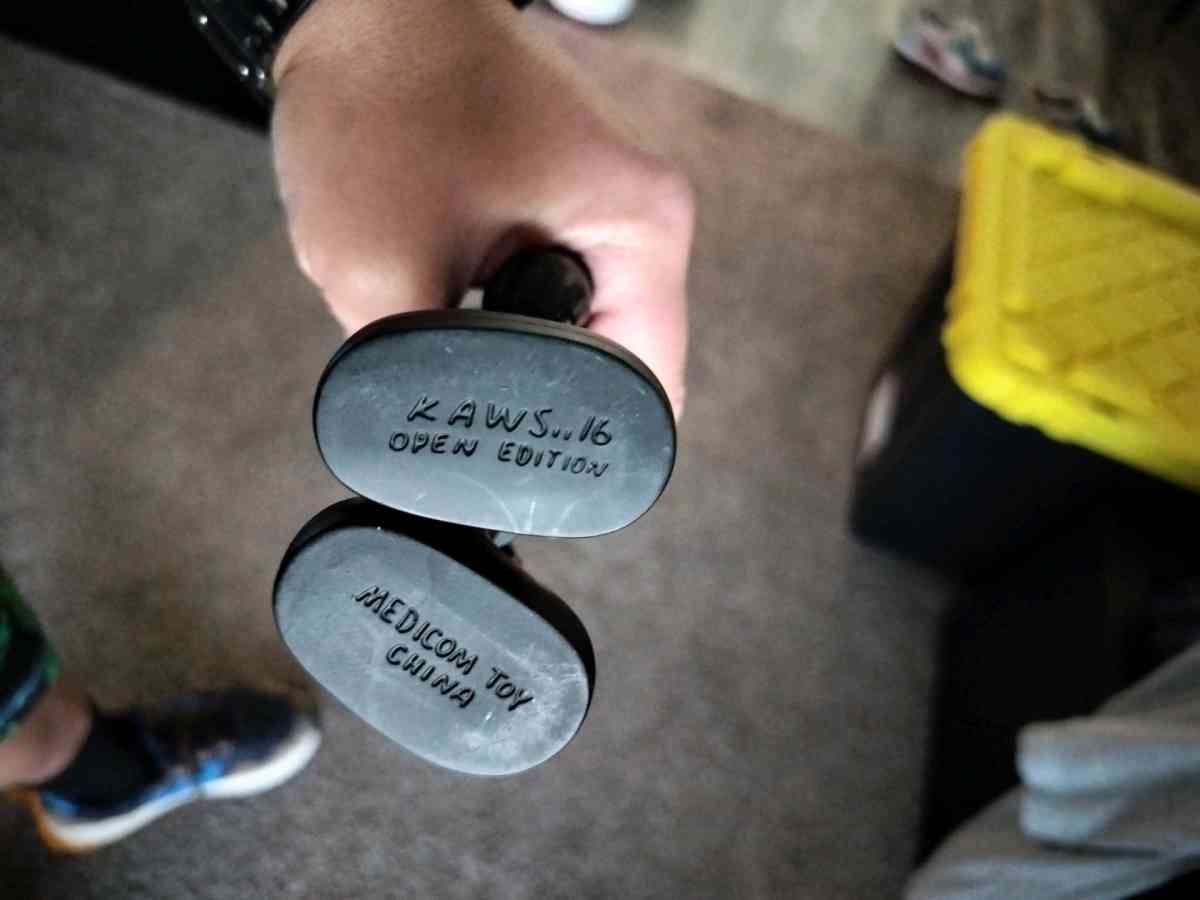 KAWS..16
OPEN EDITION
MEDICOM TOY
CHINA